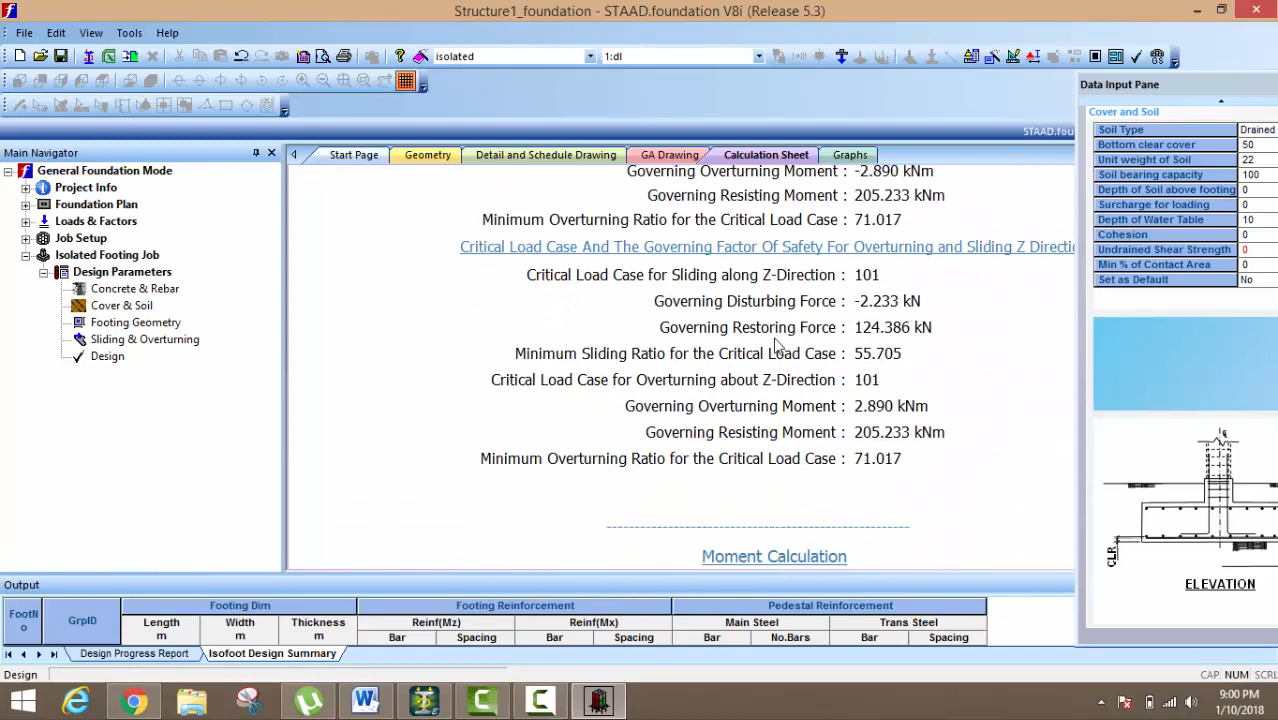 Structure1_foundation - STAAD.foundation V8i (Release 5.3)
File Edit View Tools Help
isolated
1:dl
Data Input Pane
STAAD.fou
Main Navigator
Start Page
Geometry
Detail and Schedule Drawing
GA Drawing
Calculation Sheet
Graphs
General Foundation Mode
Project Info
Foundation Plan
Loads & Factors
Job Setup
Isolated Footing Job
Design Parameters
Concrete & Rebar
Cover & Soil
Footing Geometry
Sliding & Overturning
Design
Governing Overturning Moment : -2.890 kNm
Governing Resisting Moment : 205.233 kNm
Minimum Overturning Ratio for the Critical Load Case : 71.017
Critical Load Case And The Governing Factor Of Safety For Overturning and Sliding Z Directio
Critical Load Case for Sliding along Z-Direction : 101
Governing Disturbing Force : -2.233 kN
Governing Restoring Force : 124.386 kN
Minimum Sliding Ratio for the Critical Load Case : 55.705
Critical Load Case for Overturning about Z-Direction : 101
Governing Overturning Moment : 2.890 kNm
Governing Resisting Moment : 205.233 kNm
Minimum Overturning Ratio for the Critical Load Case : 71.017
Moment Calculation
Cover and Soil
Soil Type Drained
Bottom clear cover 50
Unit weight of Soil 22
Soil bearing capacity 100
Depth of Soil above footing 0
Surcharge for loading 0
Depth of Water Table 10
Cohesion 0
Undrained Shear Strength 0
Min % of Contact Area 0
Set as Default No
CLR
ELEVATION
Output
FootN
o
GrpID
Footing Dim
Footing Reinforcement
Pedestal Reinforcement
Length
m
Width
m
Thickness
m
Reinf(Mz)
Reinf(Mx)
Main Steel
Trans Steel
Bar Spacing Bar Spacing Bar No.Bars Bar Spacing
Design Progress Report
Isofoot Design Summary
Design
CAP NUM SCRL
9:00 PM
1/10/2018